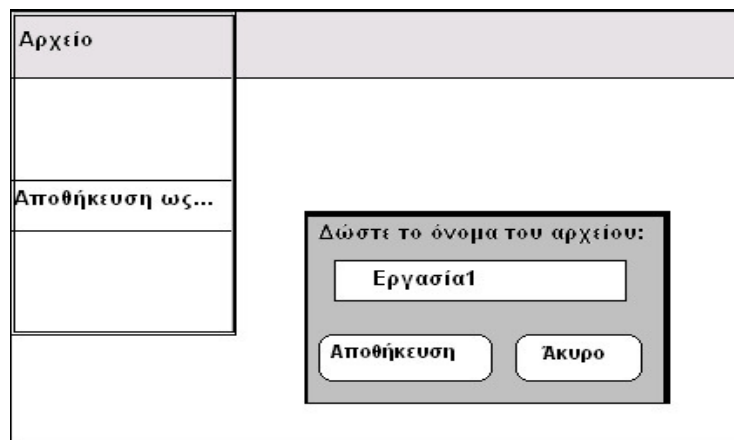 Αρχείο
Αποθήκευση ως...
Δώστε το όνομα του αρχείου:
Εργασία1
Αποθήκευση Άκυρο